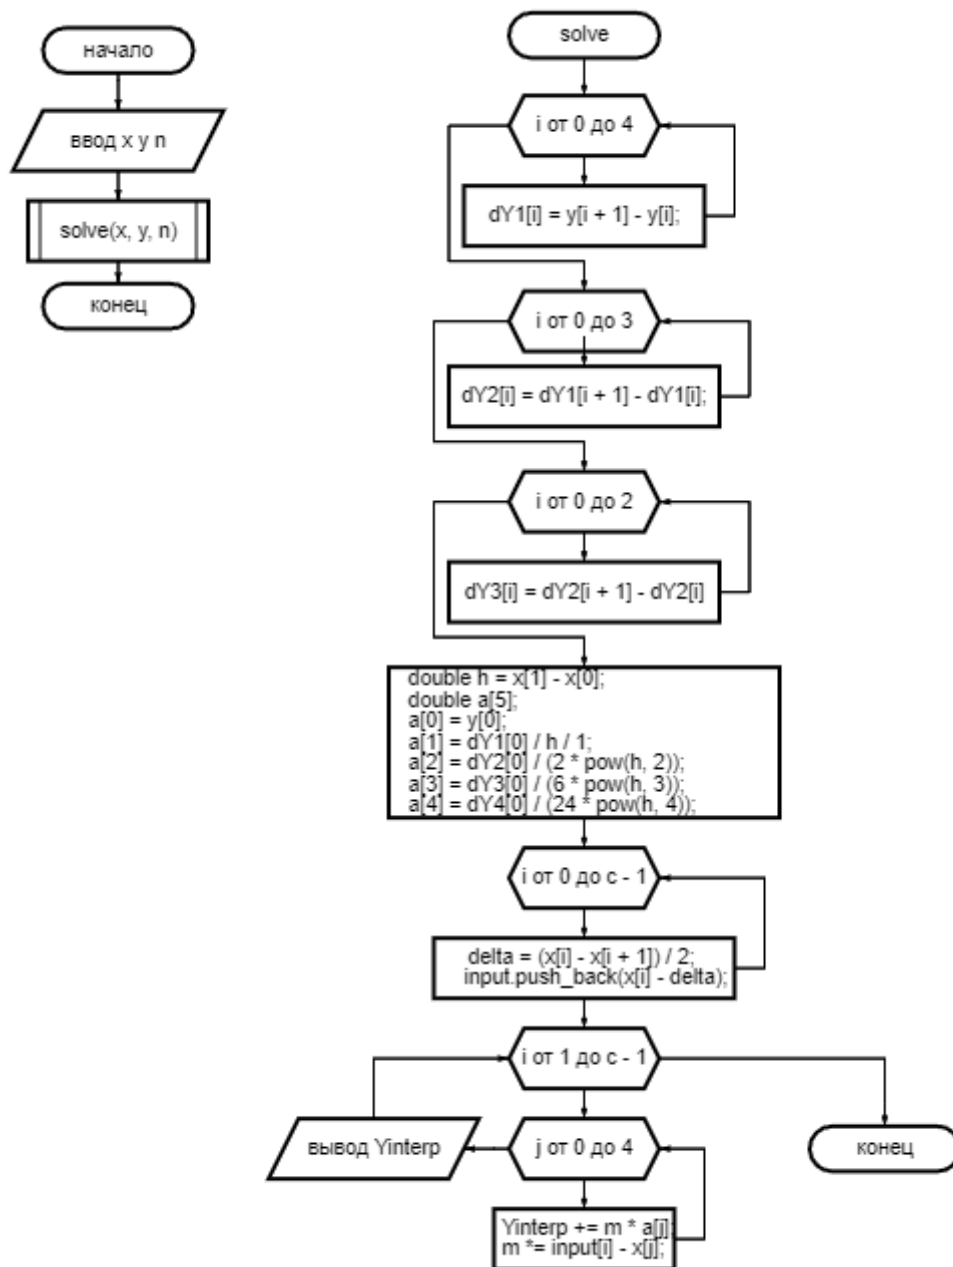 начало
ввод x y n
solve(x, y, n)
конец
solve
i от 0 до 4
dY1[i] = y[i + 1] - y[i];
i от 0 до 3
dY2[i] = dY1[i + 1] - dY1[i];
i от 0 до 2
dY3[i] = dY2[i + 1] - dY2[i]
double h = x[1] - x[0];
double a[5];
a[0] = y[0];
a[1] = dY1[0] / h / 1;
a[2] = dY2[0] / (2 * pow(h, 2));
a[3] = dY3[0] / (6 * pow(h, 3));
a[4] = dY4[0] / (24 * pow(h, 4));
i от 0 до c - 1
delta = (x[i] - x[i + 1]) / 2;
input.push_back(x[i] - delta);
i от 1 до c - 1
вывод Yinterp
j от 0 до 4
конец
Yinterp += m * a[j];
m *= input[i] - x[j];